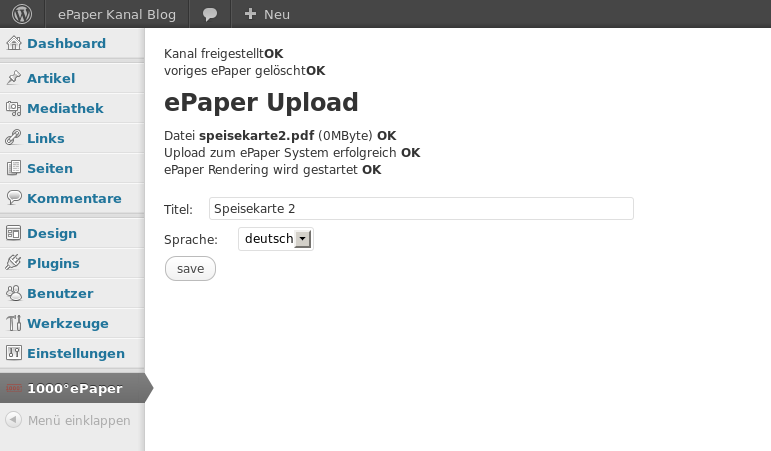 ePaper Kanal Blog
Neu
Dashboard
Artikel
Mediathek
Links
Seiten
Kommentare
Design
Plugins
Benutzer
Werkzeuge
Einstellungen
1000°ePaper
Menü einklappen
Kanal freigestelltOK
voriges ePaper gelöschtOK
ePaper Upload
Datei speisekarte2.pdf (0MByte) OK
Upload zum ePaper System erfolgreich OK
ePaper Rendering wird gestartet OK
Titel: Speisekarte 2
Sprache: deutsch
save